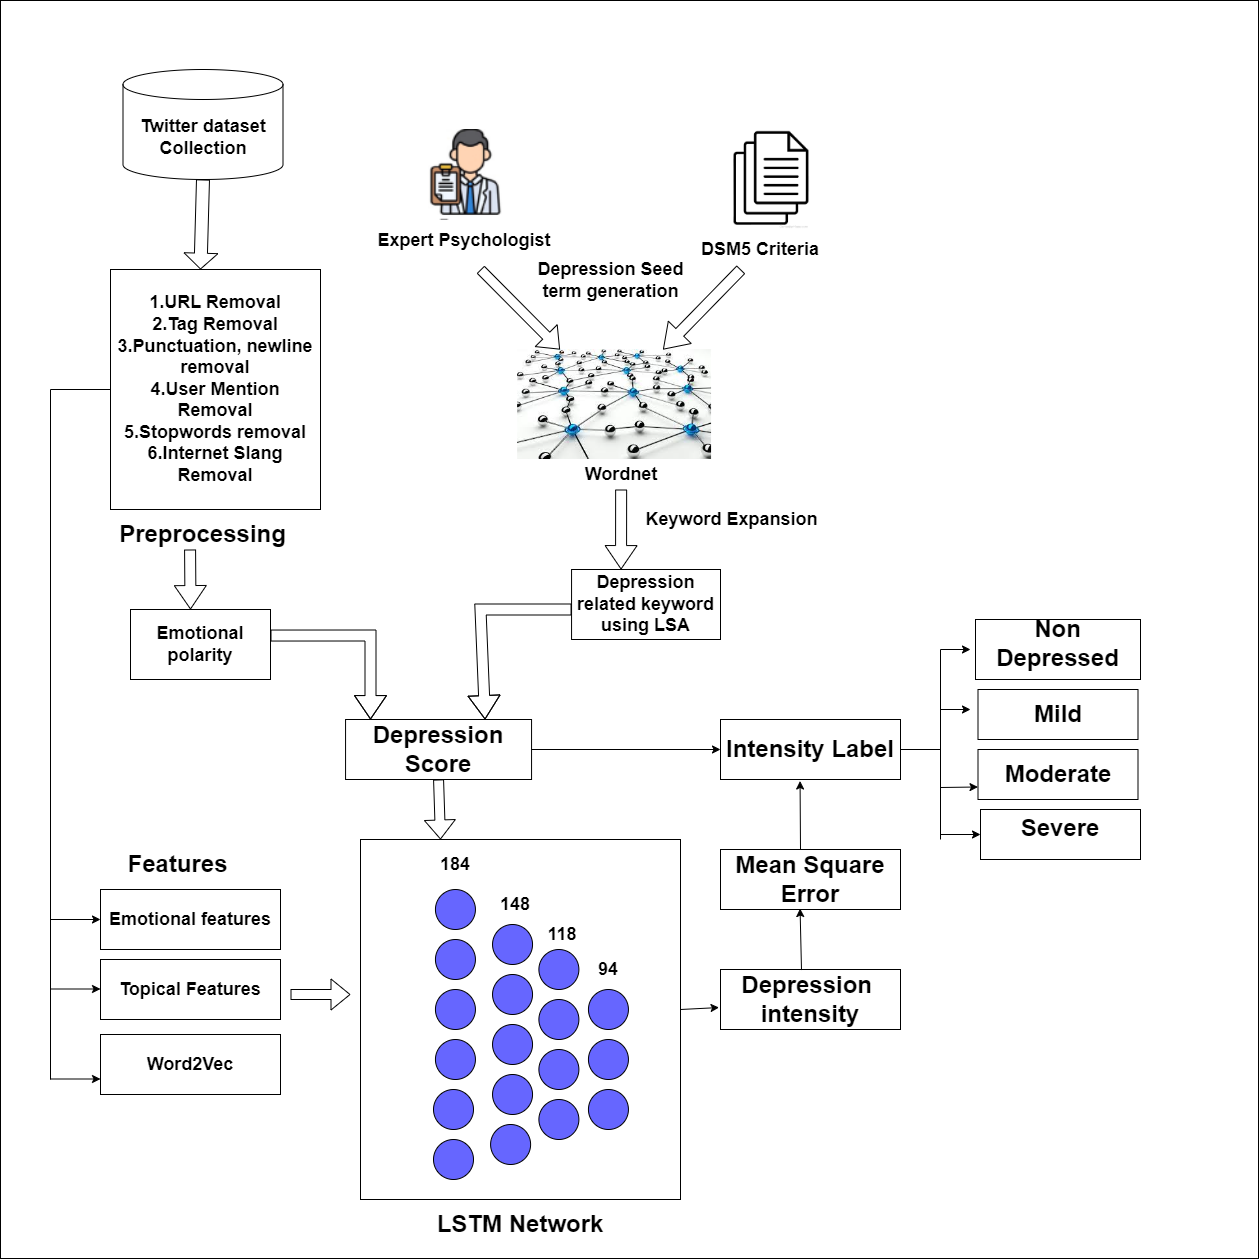 Twitter dataset
Collection
Expert Psychologist
DSM5 Criteria
Depression Seed
term generation
1.URL Removal
2.Tag Removal
3.Punctuation, newline
removal
4.User Mention
Removal
5.Stopwords removal
6.Internet Slang
Removal
Preprocessing
Wordnet
Keyword Expansion
Depression
related keyword
using LSA
Emotional
polarity
Depression
Score
Intensity Label
Non
Depressed
Mild
Moderate
Severe
Mean Square
Error
Depression
intensity
Features
Emotional features
Topical Features
Word2Vec
184
148
118
94
LSTM Network